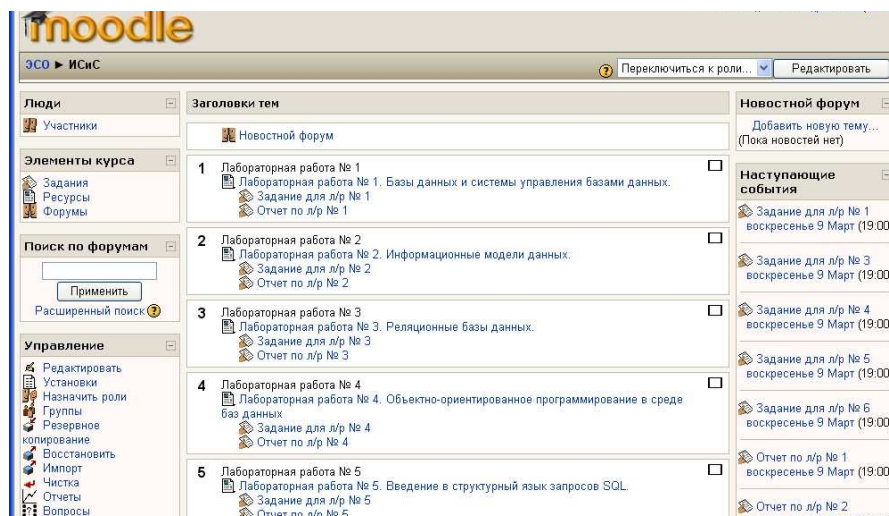 moodle
ЭСО ► ИСиС
Переключиться к роли...
Редактировать
Люди
Участники
Элементы курса
Задания
Ресурсы
Форумы
Поиск по форумам
Применить
Расширенный поиск
Управление
Редактировать
Установки
Назначить роли
Группы
Резервное
копирование
Восстановить
Импорт
Чистка
Отчеты
Вопросы
Заголовки тем
Новостной форум
1 Лабораторная работа № 1
Лабораторная работа № 1. Базы данных и системы управления базами данных.
Задание для л/р № 1
Отчет по л/р № 1
2 Лабораторная работа № 2
Лабораторная работа № 2. Информационные модели данных.
Задание для л/р № 2
Отчет по л/р № 2
3 Лабораторная работа № 3
Лабораторная работа № 3. Реляционные базы данных.
Задание для л/р № 3
Отчет по л/р № 3
4 Лабораторная работа № 4
Лабораторная работа № 4. Объектно-ориентированное программирование в среде
баз данных
Задание для л/р № 4
Отчет по л/р № 4
5 Лабораторная работа № 5
Лабораторная работа № 5. Введение в структурный язык запросов SQL.
Задание для л/р № 5
Отчет по л/р № 5
Новостной форум
Добавить новую тему...
(Пока новостей нет)
Наступающие
события
Задание для л/р № 1
воскресенье 9 Март (19:00
Задание для л/р № 3
воскресенье 9 Март (19:00
Задание для л/р № 4
воскресенье 9 Март (19:00
Задание для л/р № 5
воскресенье 9 Март (19:00
Задание для л/р № 6
воскресенье 9 Март (19:00
Отчет по л/р № 1
воскресенье 9 Март (19:00
Отчет по л/р № 2